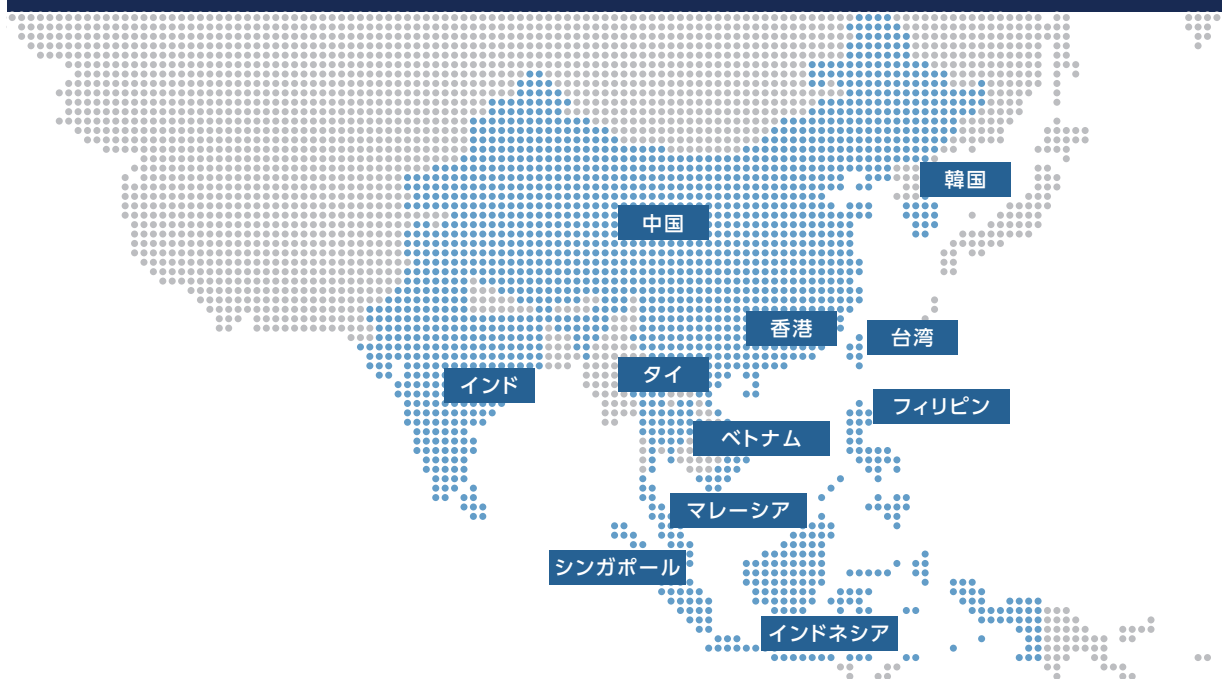 韓国
中国
香港
台湾
タイ
インド
フィリピン
ベトナム
マレーシア
シンガポール
インドネシア